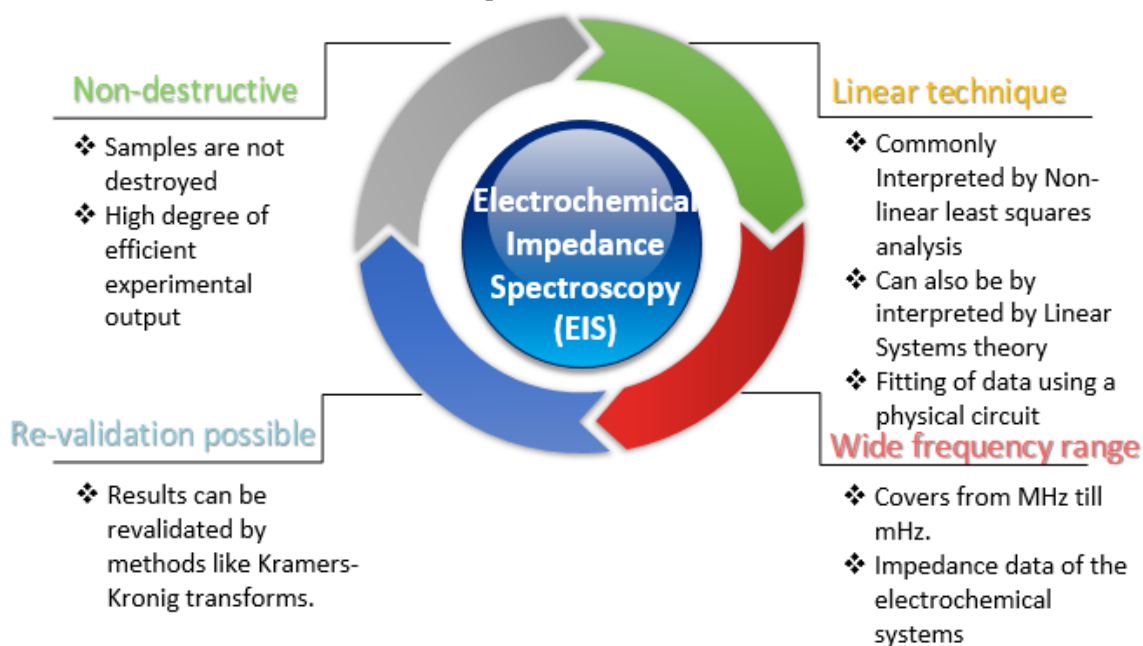 Non-destructive
❖ Samples are not
destroyed
❖ High degree of
efficient
experimental
output
Electrochemical
Impedance
Spectroscopy
(EIS)
Linear technique
❖ Commonly
Interpreted by Non-
linear least squares
analysis
❖ Can also be by
interpreted by Linear
Systems theory
❖ Fitting of data using a
physical circuit
Re-validation possible
❖ Results can be
revalidated by
methods like Kramers-
Kronig transforms.
Wide frequency range
❖ Covers from MHz till
mHz.
❖ Impedance data of the
electrochemical
systems